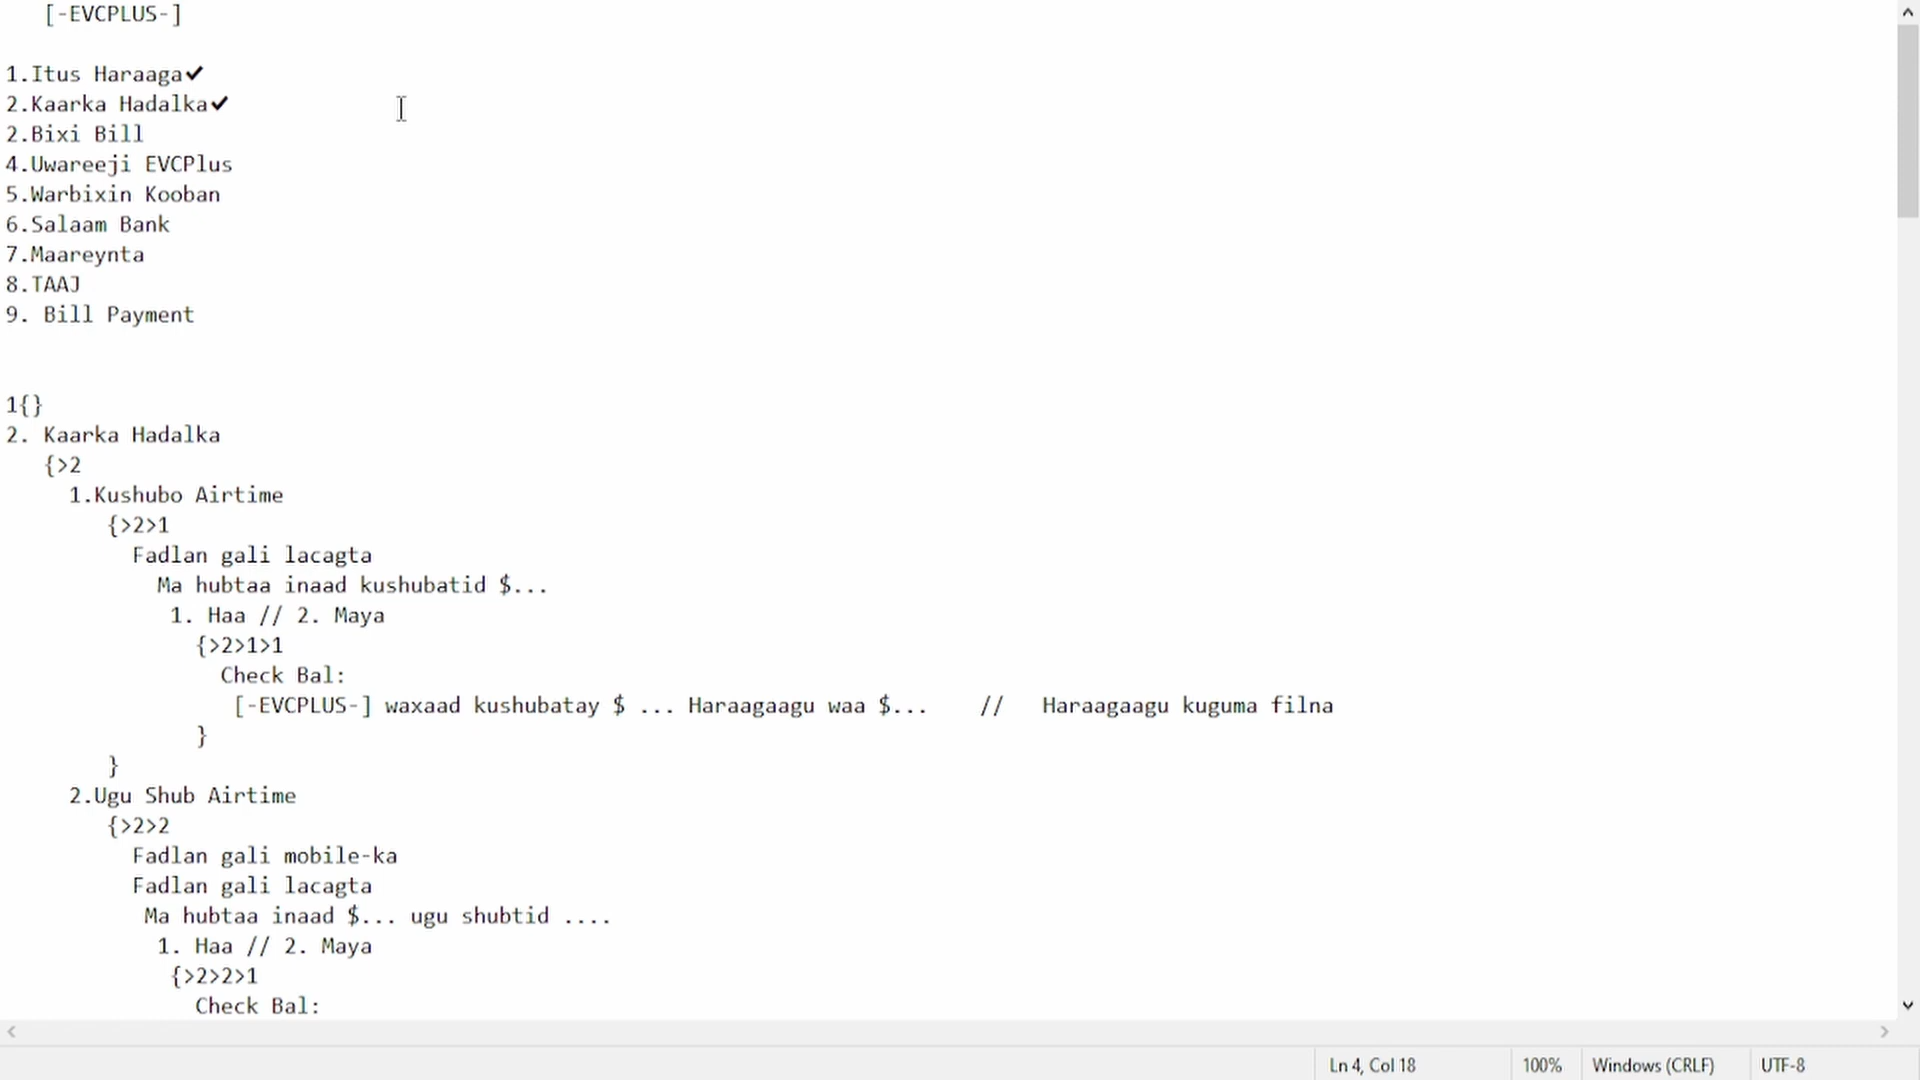 [-EVCPLUS-]
1.Itus Haraaga✔
2.Kaarka Hadalka✔
2.Bixi Bill
4.Uwareeji EVCPlus
5.Warbixin Kooban
6.Salaam Bank
7.Maareynta
8.TAAJ
9. Bill Payment
1{}
2. Kaarka Hadalka
{>2
1.Kushubo Airtime
{>2>1
Fadlan gali lacagta
Ma hubtaa inaad kushubatid $...
1. Haa // 2. Maya
{>2>1>1
Check Bal:
[-EVCPLUS-] waxaad kushubatay $ ... Haraagaagu waa $... // Haraagaagu kuguma filna
}
}
2.Ugu Shub Airtime
{>2>2
Fadlan gali mobile-ka
Fadlan gali lacagta
Ma hubtaa inaad $... ugu shubtid ....
1. Haa // 2. Maya
{>2>2>1
Check Bal:
Ln 4, Col 18 100% Windows (CRLF) UTF-8